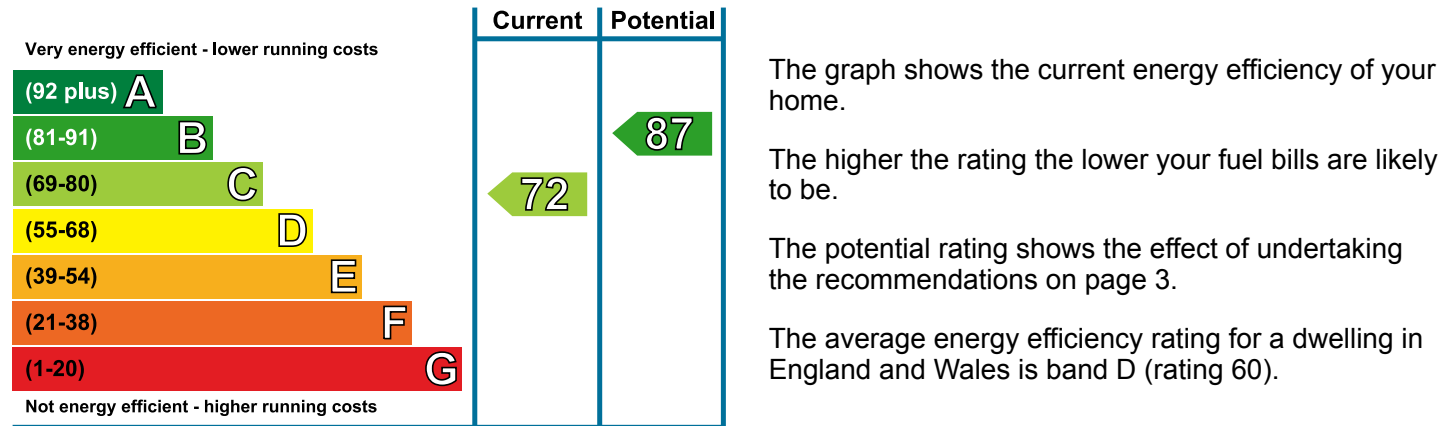 Current Potential
Very energy efficient - lower running costs
(92 plus) A
(81-91) B
87
(69-80) C
72
(55-68) D
(39-54) E
(21-38) F
(1-20) G
Not energy efficient - higher running costs
The graph shows the current energy efficiency of your
home.
The higher the rating the lower your fuel bills are likely
to be.
The potential rating shows the effect of undertaking
the recommendations on page 3.
The average energy efficiency rating for a dwelling in
England and Wales is band D (rating 60).